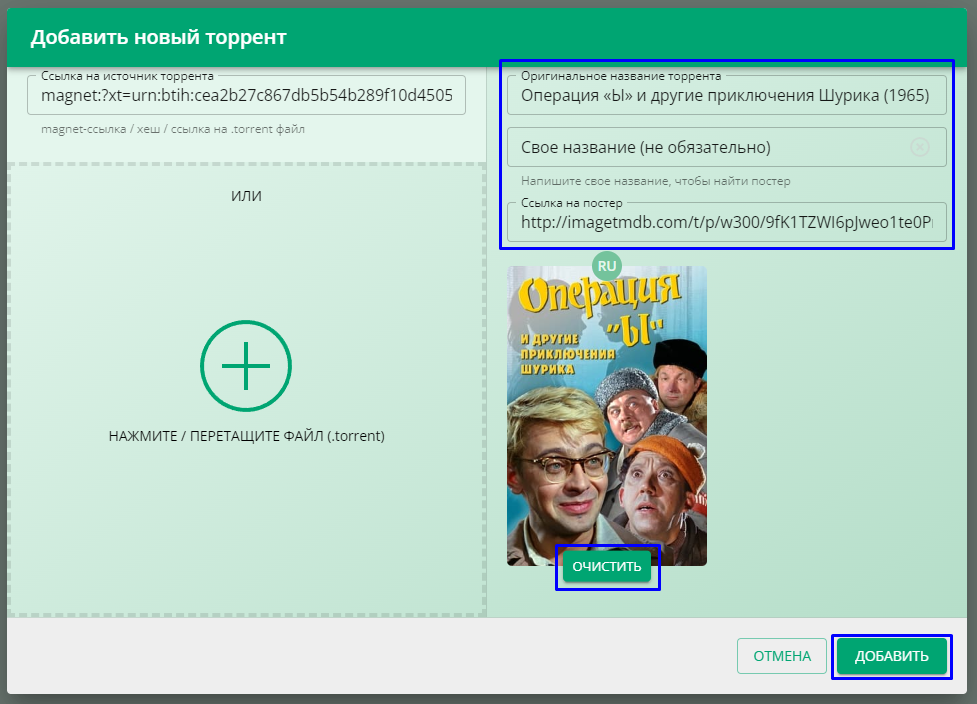 Добавить новый торрент
Ссылка на источник торрента
magnet:?xt=urn:btih:cea2b27c867db5b54b289f10d4505
magnet-ссылка / хеш / ссылка на .torrent файл
ИЛИ
НАЖМИТЕ / ПЕРЕТАЩИТЕ ФАЙЛ (.torrent)
Оригинальное название торрента
Операция «Ы» и другие приключения Шурика (1965)
Свое название (не обязательно)
Напишите свое название, чтобы найти постер
Ссылка на постер
http://imagetmdb.com/t/p/w300/9fK1TZWI6pJweo1te0P
RU
Операция
"Ы"
И ДРУГИЕ
ПРИКЛЮЧЕНИЯ
ШУРИКА
ОЧИСТИТЬ
ОТМЕНА
ДОБАВИТЬ